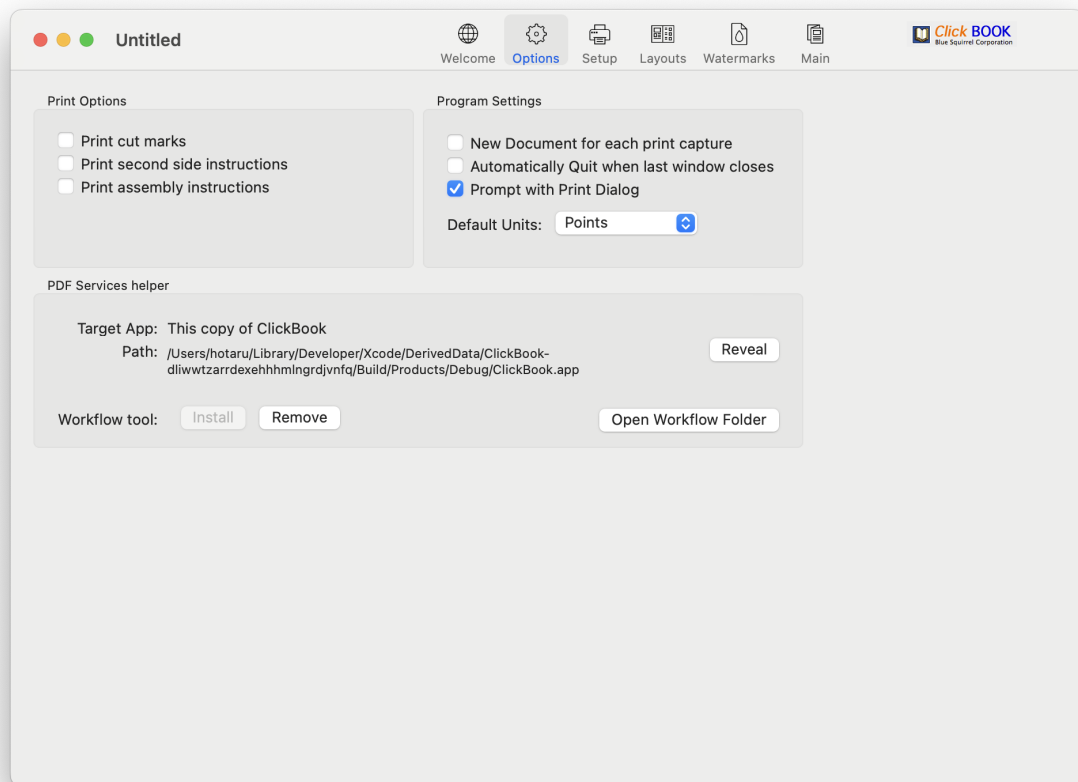 Untitled
Welcome
Options
Setup
Layouts
Watermarks
Main
Click BOOK
Blue Squirrel Corporation
Print Options
Print cut marks
Print second side instructions
Print assembly instructions
Program Settings
New Document for each print capture
Automatically Quit when last window closes
Prompt with Print Dialog
Default Units: Points
PDF Services helper
Target App: This copy of ClickBook
Path: /Users/hotaru/Library/Developer/Xcode/DerivedData/ClickBook-
dliwwtzarrdexehhhmlngrdjvnfq/Build/Products/Debug/ClickBook.app
Reveal
Workflow tool: Install Remove Open Workflow Folder